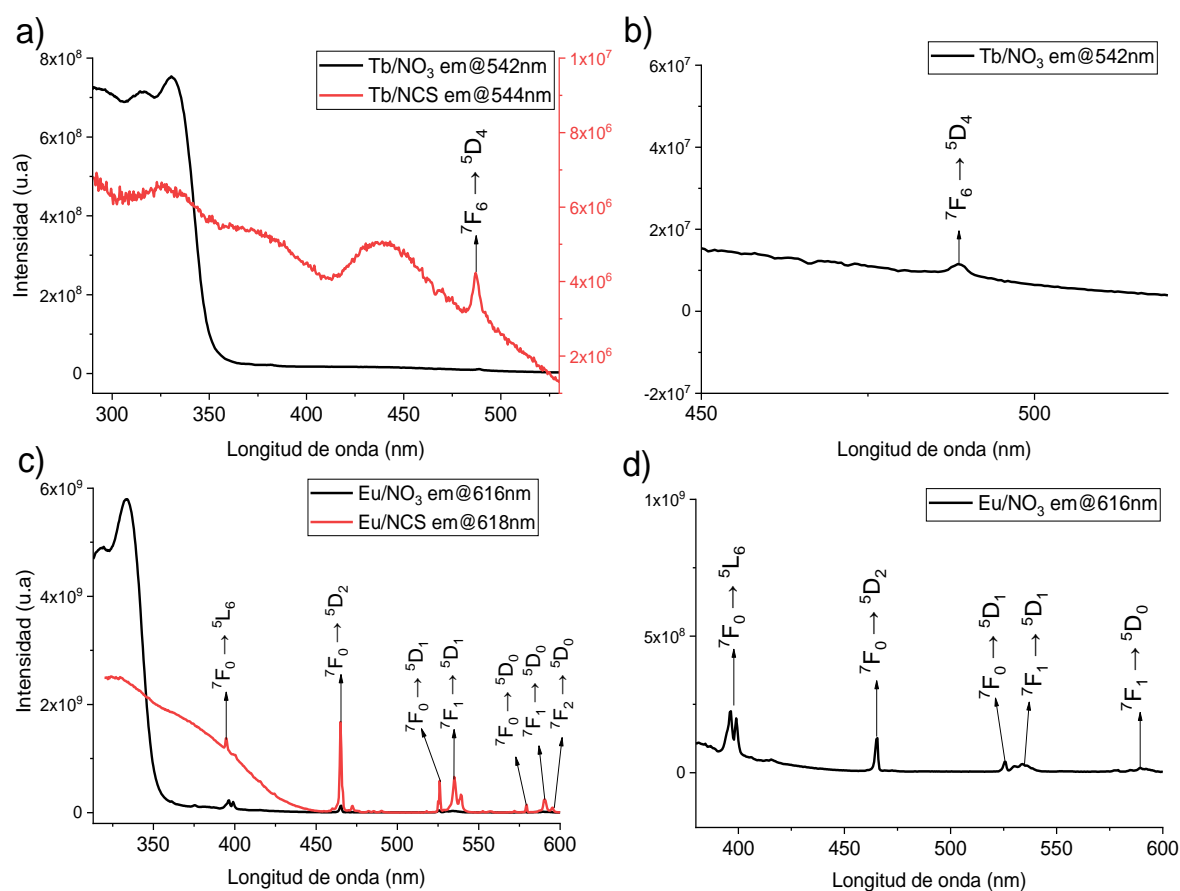 a)
Tb/NO3 em@542nm
Tb/NCS em@544nm
8x10^8
6x10^8
4x10^8
2x10^8
0
1x10^7
8x10^6
6x10^6
4x10^6
2x10^6
7F6 → 5D4
Intensidad (u.a)
300 350 400 450 500
Longitud de onda (nm)
b)
Tb/NO3 em@542nm
6x10^7
4x10^7
2x10^7
0
-2x10^7
7F6 → 5D4
450 500
Longitud de onda (nm)
c)
Eu/NO3 em@616nm
Eu/NCS em@618nm
6x10^9
4x10^9
2x10^9
0
7F0 → 5L6
7F0 → 5D2
7F0 → 5D1
7F1 → 5D1
7F0 → 5D0
7F1 → 5D0
7F2 → 5D0
Intensidad (u.a)
350 400 450 500 550 600
Longitud de onda (nm)
d)
Eu/NO3 em@616nm
1x10^9
5x10^8
0
7F0 → 5L6
7F0 → 5D2
7F0 → 5D1
7F1 → 5D1
7F1 → 5D0
400 450 500 550 600
Longitud de onda (nm)